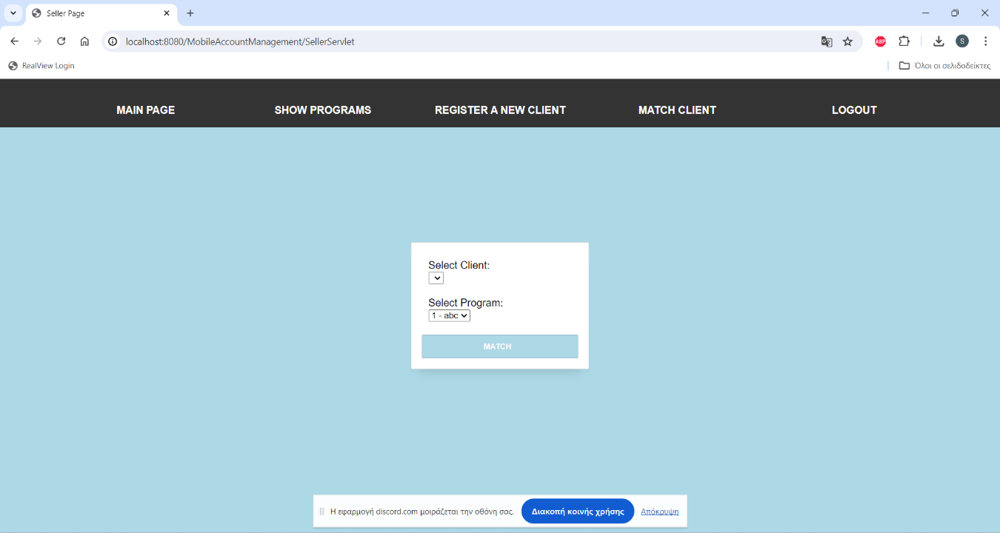 Seller Page
localhost:8080/MobileAccountManagement/SellerServlet
ABP
S
RealView Login
Όλοι οι σελιδοδείκτες
MAIN PAGE
SHOW PROGRAMS
REGISTER A NEW CLIENT
MATCH CLIENT
LOGOUT
Select Client:
Select Program:
1 - abc
MATCH
Η εφαρμογή discord.com μοιράζεται την οθόνη σας.
Διακοπή κοινής χρήσης
Απόκρυψη